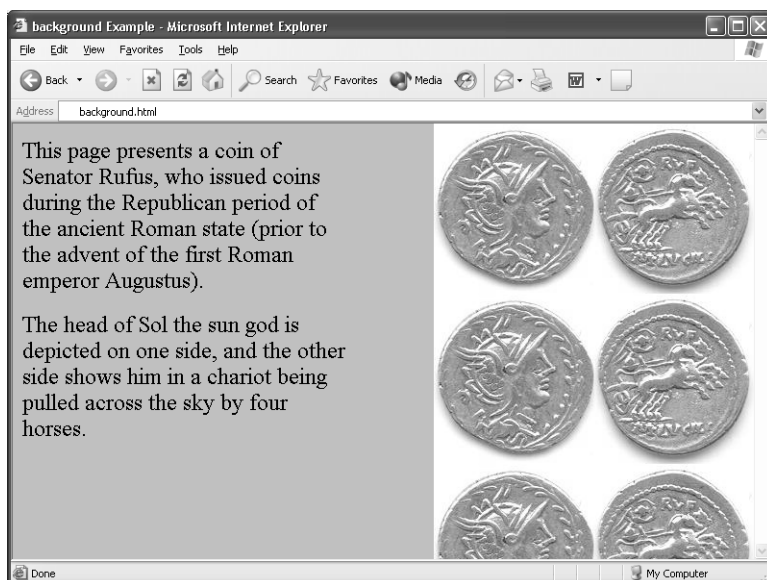 background Example - Microsoft Internet Explorer
File Edit View Favorites Tools Help
Back Search Favorites Media W
Address background.html
This page presents a coin of
Senator Rufus, who issued coins
during the Republican period of
the ancient Roman state (prior to
the advent of the first Roman
emperor Augustus).
The head of Sol the sun god is
depicted on one side, and the other
side shows him in a chariot being
pulled across the sky by four
horses.
Done My Computer